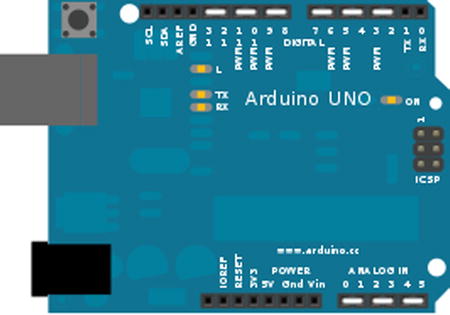 SCL SDA AREF GND 13 12 11 10 9 8 7 6 5 4 3 2 1 0
PWM PWM PWM DIGITAL PWM PWM PWM TX RX
L
TX
RX
Arduino UNO
ON
1
ICSP
www.arduino.cc
IOREF RESET 3V3 5V POWER Gnd Vin
ANALOG IN
0 1 2 3 4 5